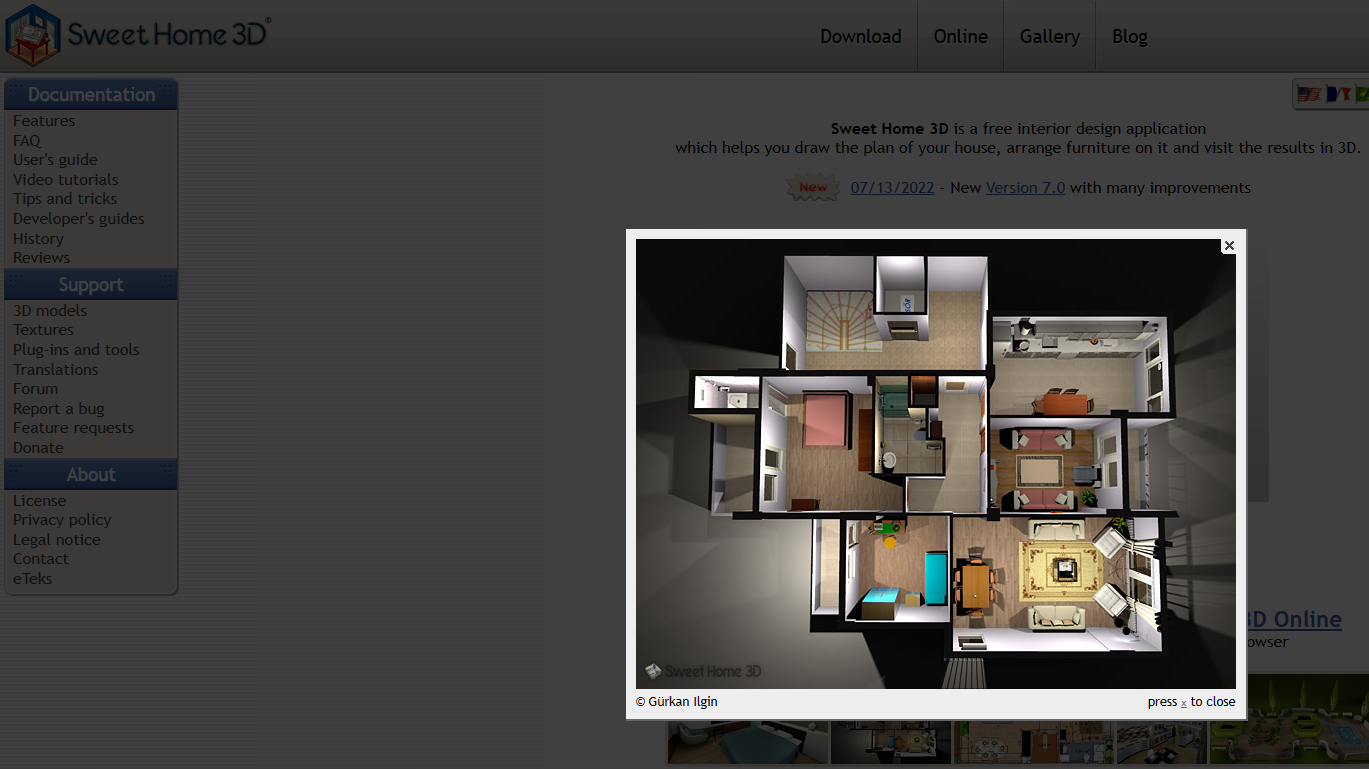 Sweet Home 3D®
Download
Online
Gallery
Blog
Documentation
Features
FAQ
User's guide
Video tutorials
Tips and tricks
Developer's guides
History
Reviews
Support
3D models
Textures
Plug-ins and tools
Translations
Forum
Report a bug
Feature requests
Donate
About
License
Privacy policy
Legal notice
Contact
eTeks
Sweet Home 3D is a free interior design application
which helps you draw the plan of your house, arrange furniture on it and visit the results in 3D.
New 07/13/2022 - New Version 7.0 with many improvements
x
Sweet Home 3D
© Gürkan Ilgin
press x to close
3D Online
owser